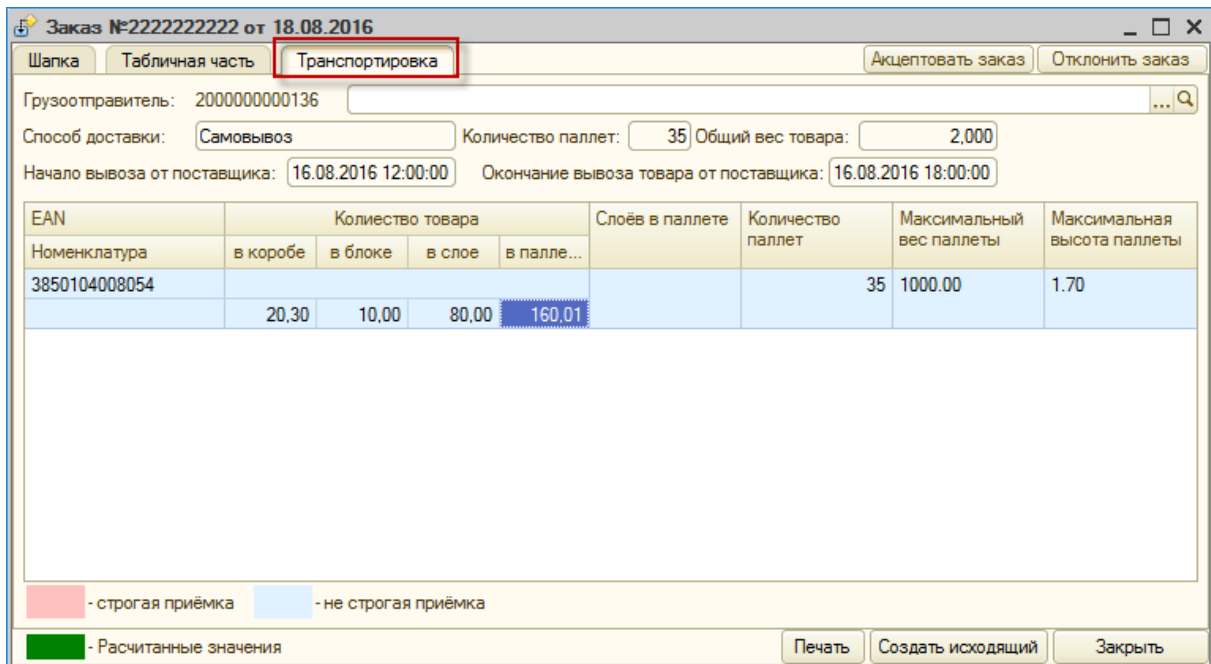 Заказ №2222222222 от 18.08.2016
Шапка Табличная часть Транспортировка Акцептовать заказ Отклонить заказ
Грузоотправитель: 2000000000136 ...
Способ доставки: Самовывоз Количество паллет: 35 Общий вес товара: 2,000
Начало вывоза от поставщика: 16.08.2016 12:00:00 Окончание вывоза товара от поставщика: 16.08.2016 18:00:00
EAN Колиество товара Слоёв в паллете Количество паллет Максимальный вес паллеты Максимальная высота паллеты
Номенклатура в коробе в блоке в слое в палле...
3850104008054 35 1000.00 1.70
20,30 10,00 80,00 160,01
- строгая приёмка - не строгая приёмка
- Расчитанные значения Печать Создать исходящий Закрыть